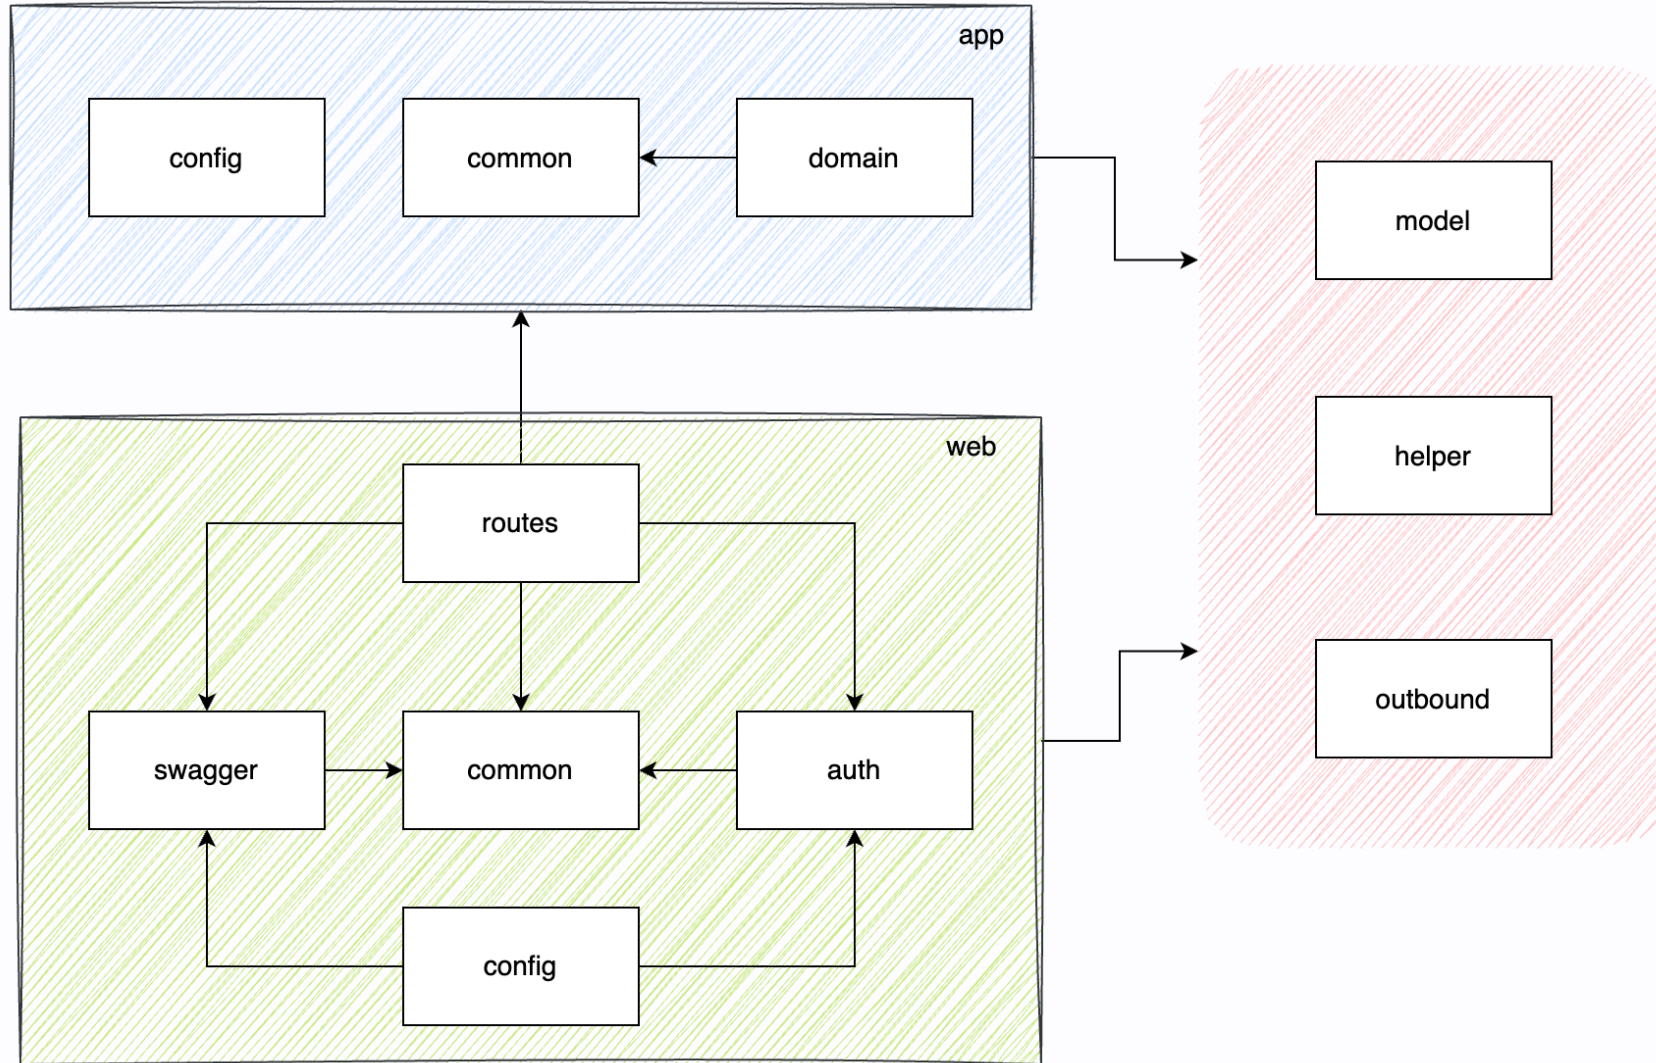 app
config
common
domain
model
web
helper
routes
outbound
swagger
common
auth
config